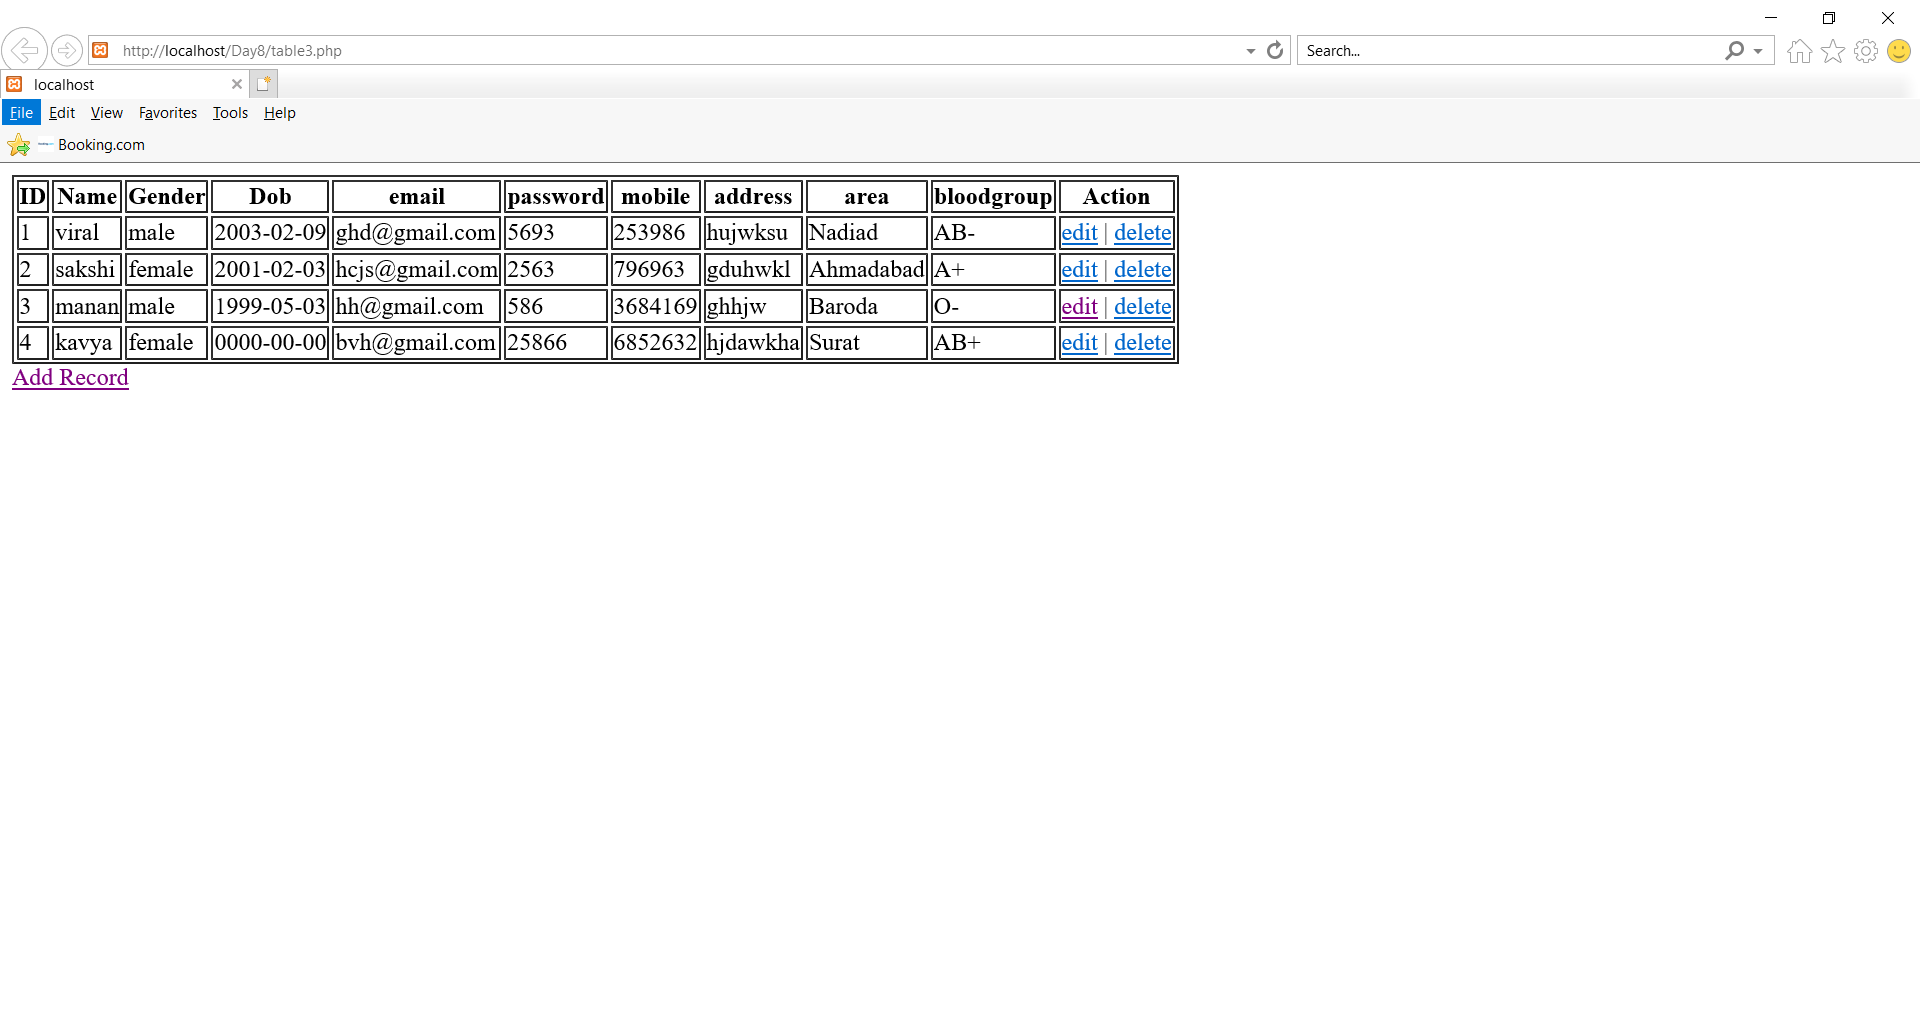 http://localhost/Day8/table3.php Search...
localhost
File Edit View Favorites Tools Help
Booking.com
ID Name Gender Dob email password mobile address area bloodgroup Action
1 viral male 2003-02-09 ghd@gmail.com 5693 253986 hujwksu Nadiad AB- edit | delete
2 sakshi female 2001-02-03 hcjs@gmail.com 2563 796963 gduhwkl Ahmadabad A+ edit | delete
3 manan male 1999-05-03 hh@gmail.com 586 3684169 ghhjw Baroda O- edit | delete
4 kavya female 0000-00-00 bvh@gmail.com 25866 6852632 hjdawkha Surat AB+ edit | delete
Add Record